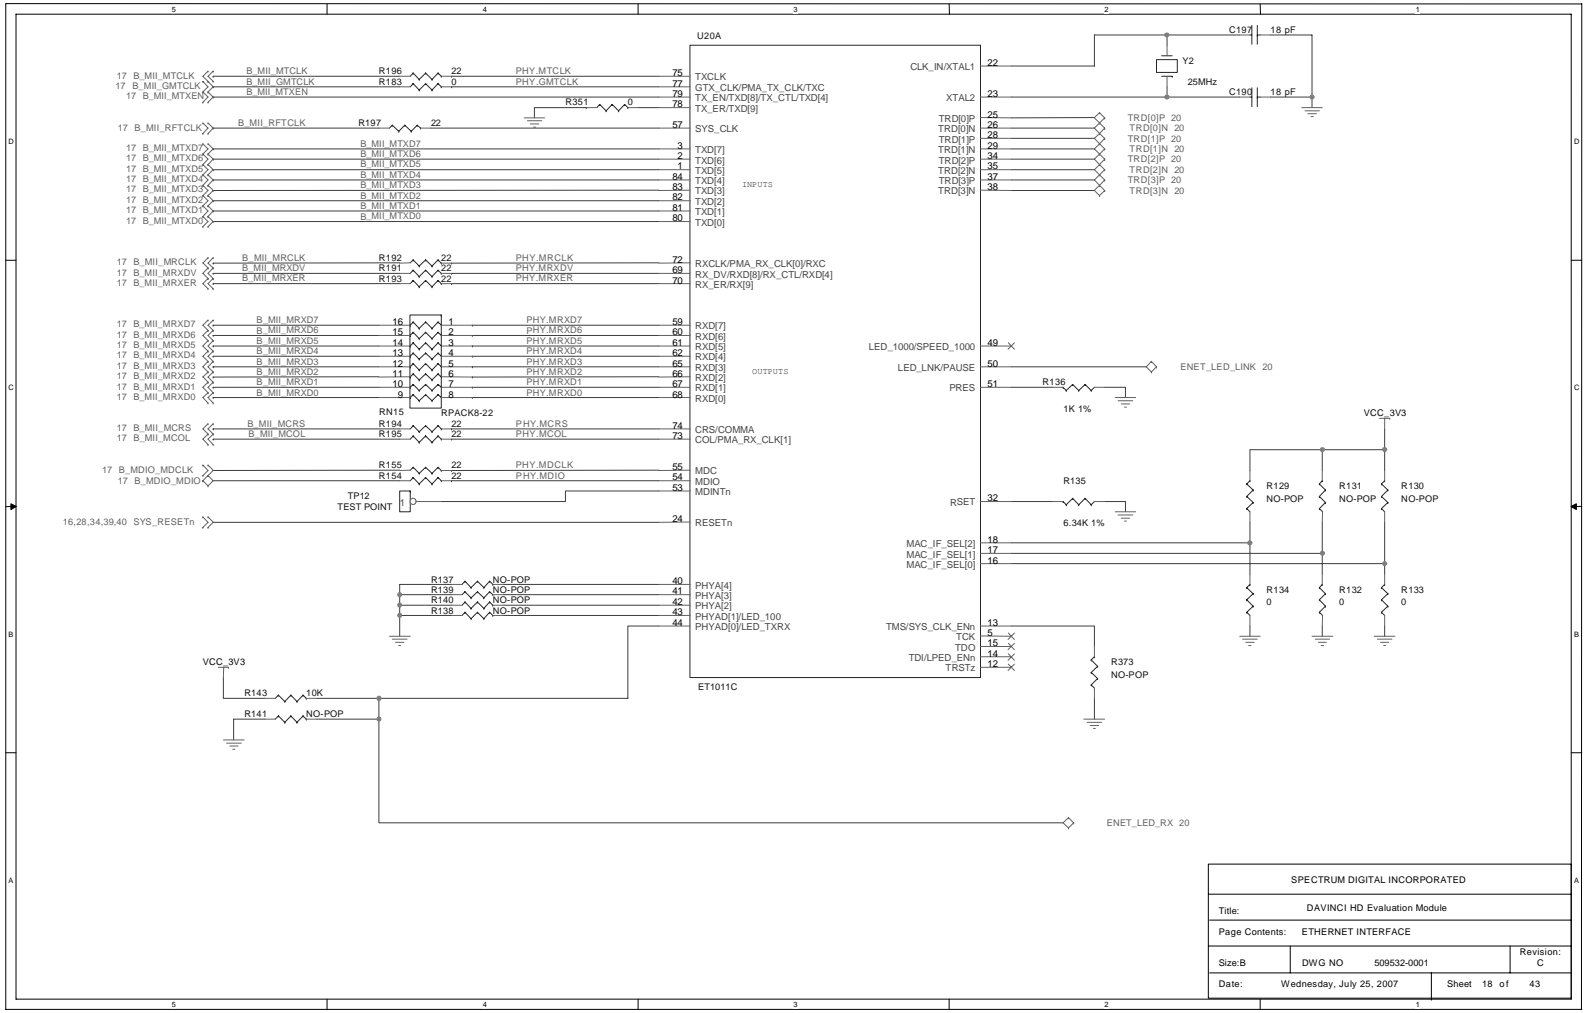 5 4 3 2 1
U20A
C197 18 pF
Y2
25MHz
C190 18 pF
17 B_MII_MTCLK B_MII_MTCLK R196 22 PHY.MTCLK 75 TXCLK
17 B_MII_GMTCLK B_MII_GMTCLK R183 0 PHY.GMTCLK 77 GTX_CLK/PMA_TX_CLK/TXC
17 B_MII_MTXEN B_MII_MTXEN 79 TX_EN/TXD[8]/TX_CTL/TXD[4]
R351 0 78 TX_ER/TXD[9]
17 B_MII_RFTCLK B_MII_RFTCLK R197 22 57 SYS_CLK
17 B_MII_MTXD7 B_MII_MTXD7 3 TXD[7]
17 B_MII_MTXD6 B_MII_MTXD6 2 TXD[6]
17 B_MII_MTXD5 B_MII_MTXD5 1 TXD[5]
17 B_MII_MTXD4 B_MII_MTXD4 84 TXD[4]
17 B_MII_MTXD3 B_MII_MTXD3 83 TXD[3]
17 B_MII_MTXD2 B_MII_MTXD2 82 TXD[2]
17 B_MII_MTXD1 B_MII_MTXD1 81 TXD[1]
17 B_MII_MTXD0 B_MII_MTXD0 80 TXD[0]
INPUTS
17 B_MII_MRCLK B_MII_MRCLK R192 22 PHY.MRCLK 72 RXCLK/PMA_RX_CLK[0]/RXC
17 B_MII_MRXDV B_MII_MRXDV R191 22 PHY.MRXDV 69 RX_DV/RXD[8]/RX_CTL/RXD[4]
17 B_MII_MRXER B_MII_MRXER R193 22 PHY.MRXER 70 RX_ER/RX[9]
17 B_MII_MRXD7 B_MII_MRXD7 16 1 PHY.MRXD7 59 RXD[7]
17 B_MII_MRXD6 B_MII_MRXD6 15 2 PHY.MRXD6 60 RXD[6]
17 B_MII_MRXD5 B_MII_MRXD5 14 3 PHY.MRXD5 61 RXD[5]
17 B_MII_MRXD4 B_MII_MRXD4 13 4 PHY.MRXD4 62 RXD[4]
17 B_MII_MRXD3 B_MII_MRXD3 12 5 PHY.MRXD3 65 RXD[3]
17 B_MII_MRXD2 B_MII_MRXD2 11 6 PHY.MRXD2 66 RXD[2]
17 B_MII_MRXD1 B_MII_MRXD1 10 7 PHY.MRXD1 67 RXD[1]
17 B_MII_MRXD0 B_MII_MRXD0 9 8 PHY.MRXD0 68 RXD[0]
OUTPUTS
RN15 RPACK8-22
17 B_MII_MCRS B_MII_MCRS R194 22 PHY.MCRS 74 CRS/COMMA
17 B_MII_MCOL B_MII_MCOL R195 22 PHY.MCOL 73 COL/PMA_RX_CLK[1]
17 B_MDIO_MDCLK R155 22 PHY.MDCLK 55 MDC
17 B_MDIO_MDIO R154 22 PHY.MDIO 54 MDIO
TP12
TEST POINT 1 53 MDINTn
16,28,34,39,40 SYS_RESETn 24 RESETn
R137 NO-POP 40 PHYA[4]
R139 NO-POP 41 PHYA[3]
R140 NO-POP 42 PHYA[2]
R138 NO-POP 43 PHYAD[1]/LED_100
44 PHYAD[0]/LED_TXRX
ET1011C
VCC_3V3
R143 10K
R141 NO-POP
ENET_LED_RX 20
CLK_IN/XTAL1 22
XTAL2 23
TRD[0]P 25 TRD[0]P 20
TRD[0]N 26 TRD[0]N 20
TRD[1]P 28 TRD[1]P 20
TRD[1]N 29 TRD[1]N 20
TRD[2]P 34 TRD[2]P 20
TRD[2]N 35 TRD[2]N 20
TRD[3]P 37 TRD[3]P 20
TRD[3]N 38 TRD[3]N 20
LED_1000/SPEED_1000 49
LED_LNK/PAUSE 50 ENET_LED_LINK 20
PRES 51 R136
1K 1%
RSET 32 R135
6.34K 1%
VCC_3V3
R129 R131 R130
NO-POP NO-POP NO-POP
MAC_IF_SEL[2] 18
MAC_IF_SEL[1] 17
MAC_IF_SEL[0] 16
R134 R132 R133
0 0 0
TMS/SYS_CLK_ENn 13
TCK 5
TDO 15
TDI/LPED_ENn 14
TRSTz 12
R373
NO-POP
D D
C C
B B
A A
SPECTRUM DIGITAL INCORPORATED
Title: DAVINCI HD Evaluation Module
Page Contents: ETHERNET INTERFACE
Size:B DWG NO 509532-0001 Revision: C
Date: Wednesday, July 25, 2007 Sheet 18 of 43
5 4 3 2 1